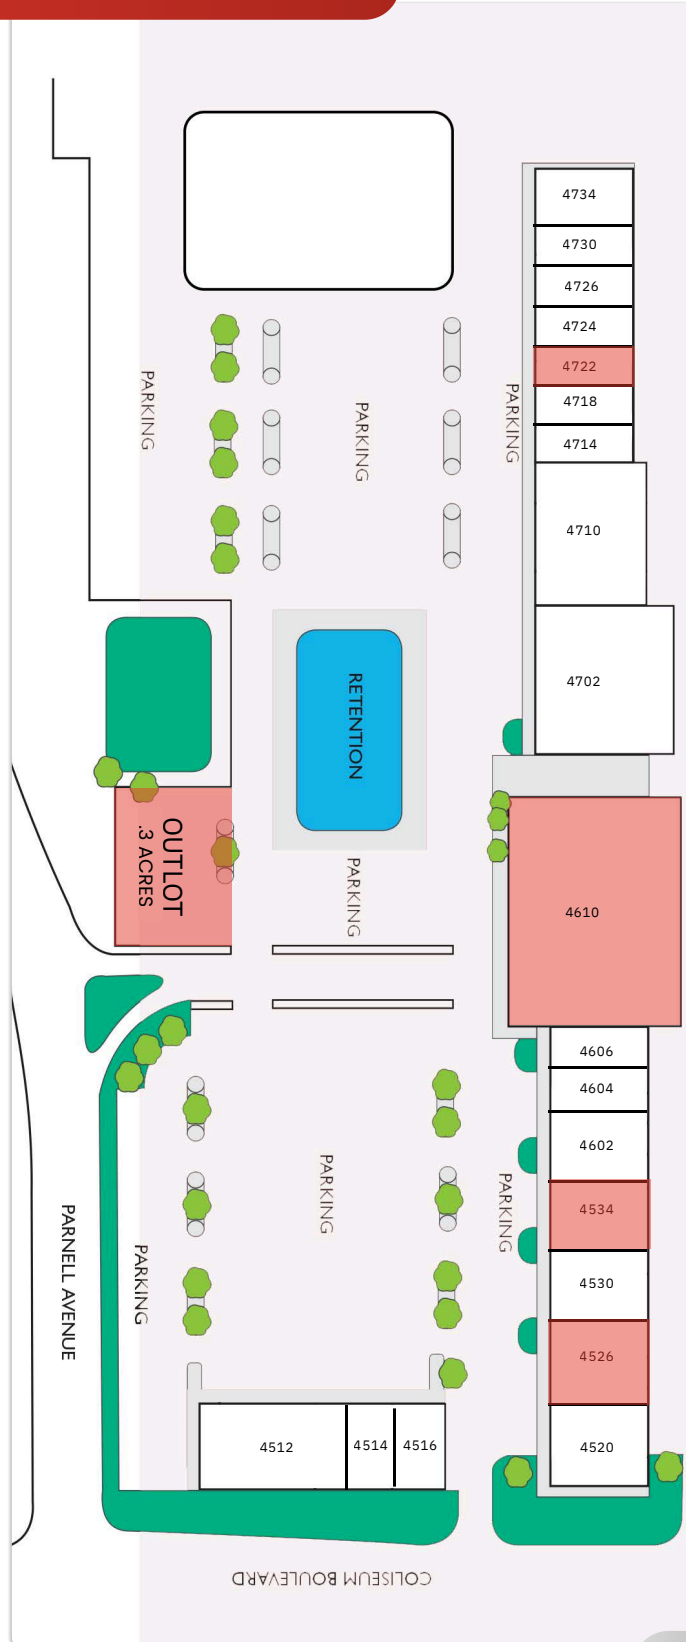 4734
4730
4726
4724
4722
4718
4714
PARKING
PARKING
PARKING
4710
4702
RETENTION
OUTLOT
.3 ACRES
PARKING
4610
4606
4604
4602
PARKING
PARKING
4534
PARNELL AVENUE
PARKING
4530
4526
4512
4514
4516
4520
COLISEUM BOULEVARD